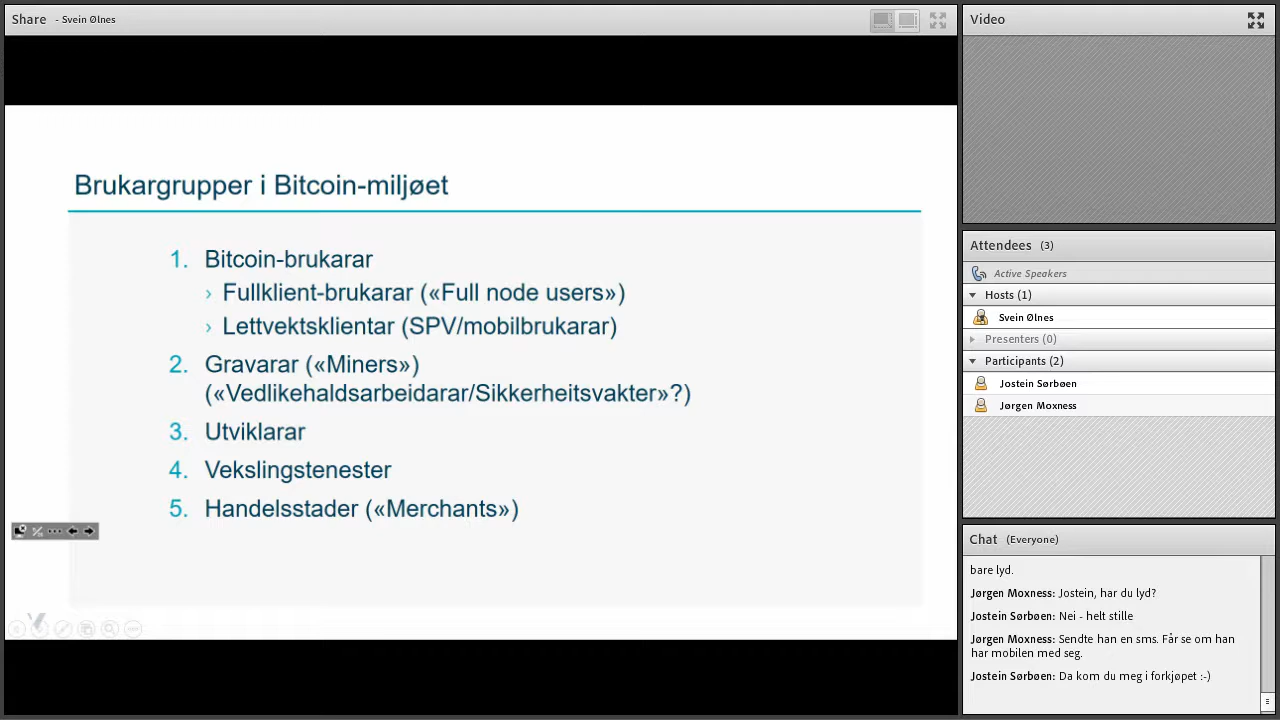 Share - Svein Ølnes
Brukargrupper i Bitcoin-miljøet
1. Bitcoin-brukarar
› Fullklient-brukarar («Full node users»)
› Lettvektsklientar (SPV/mobilbrukarar)
2. Gravarar («Miners»)
(«Vedlikehaldsarbeidarar/Sikkerheitsvakter»?)
3. Utviklarar
4. Vekslingstenester
5. Handelsstader («Merchants»)
Video
Attendees (3)
Active Speakers
Hosts (1)
Svein Ølnes
Presenters (0)
Participants (2)
Jostein Sørbøen
Jørgen Moxness
Chat (Everyone)
bare lyd.
Jørgen Moxness: Jostein, har du lyd?
Jostein Sørbøen: Nei - helt stille
Jørgen Moxness: Sendte han en sms. Får se om han
har mobilen med seg.
Jostein Sørbøen: Da kom du meg i forkjøpet :-)